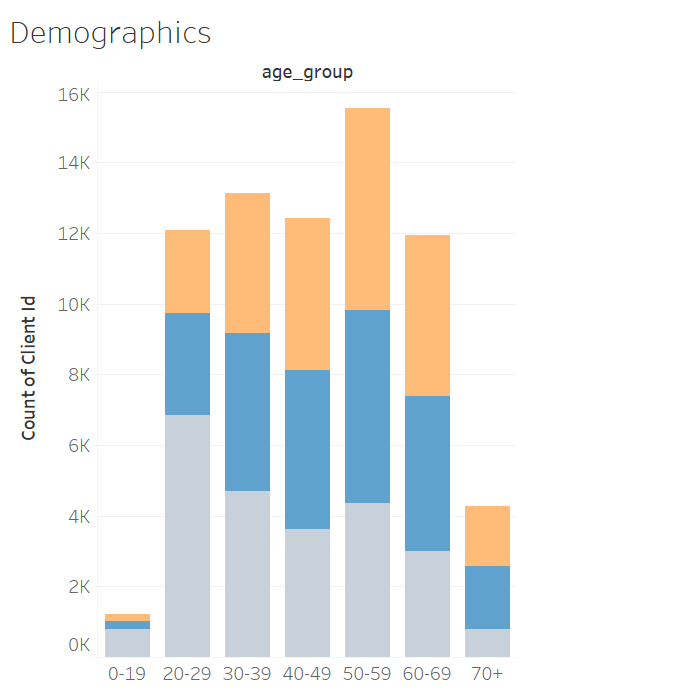 Demographics
age_group
16K
14K
12K
10K
8K
6K
4K
2K
0K
Count of Client Id
0-19 20-29 30-39 40-49 50-59 60-69 70+